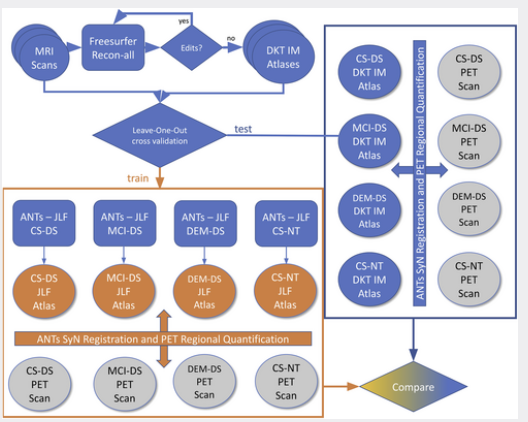 yes
MRI
Scans
Freesurfer
Recon-all
Edits?
no
DKT IM
Atlases
Leave-One-Out
cross validation
test
train
ANTs – JLF
CS-DS
ANTs – JLF
MCI-DS
ANTs – JLF
DEM-DS
ANTs – JLF
CS-NT
CS-DS
JLF
Atlas
MCI-DS
JLF
Atlas
DEM-DS
JLF
Atlas
CS-NT
JLF
Atlas
ANTs SyN Registration and PET Regional Quantification
CS-DS
PET
Scan
MCI-DS
PET
Scan
DEM-DS
PET
Scan
CS-NT
PET
Scan
CS-DS
DKT IM
Atlas
MCI-DS
DKT IM
Atlas
DEM-DS
DKT IM
Atlas
CS-NT
DKT IM
Atlas
ANTs SyN Registration and PET Regional Quantification
CS-DS
PET
Scan
MCI-DS
PET
Scan
DEM-DS
PET
Scan
CS-NT
PET
Scan
Compare